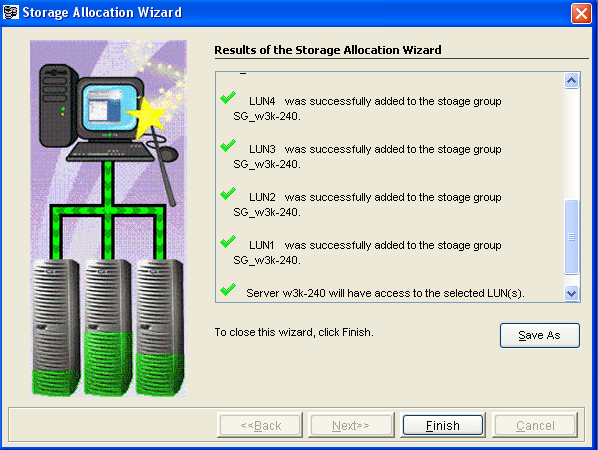 Storage Allocation Wizard
Results of the Storage Allocation Wizard
LUN4 was successfully added to the stoage group
SG_w3k-240.
LUN3 was successfully added to the stoage group
SG_w3k-240.
LUN2 was successfully added to the stoage group
SG_w3k-240.
LUN1 was successfully added to the stoage group
SG_w3k-240.
Server w3k-240 will have access to the selected LUN(s).
To close this wizard, click Finish.
Save As
<<Back
Next>>
Finish
Cancel